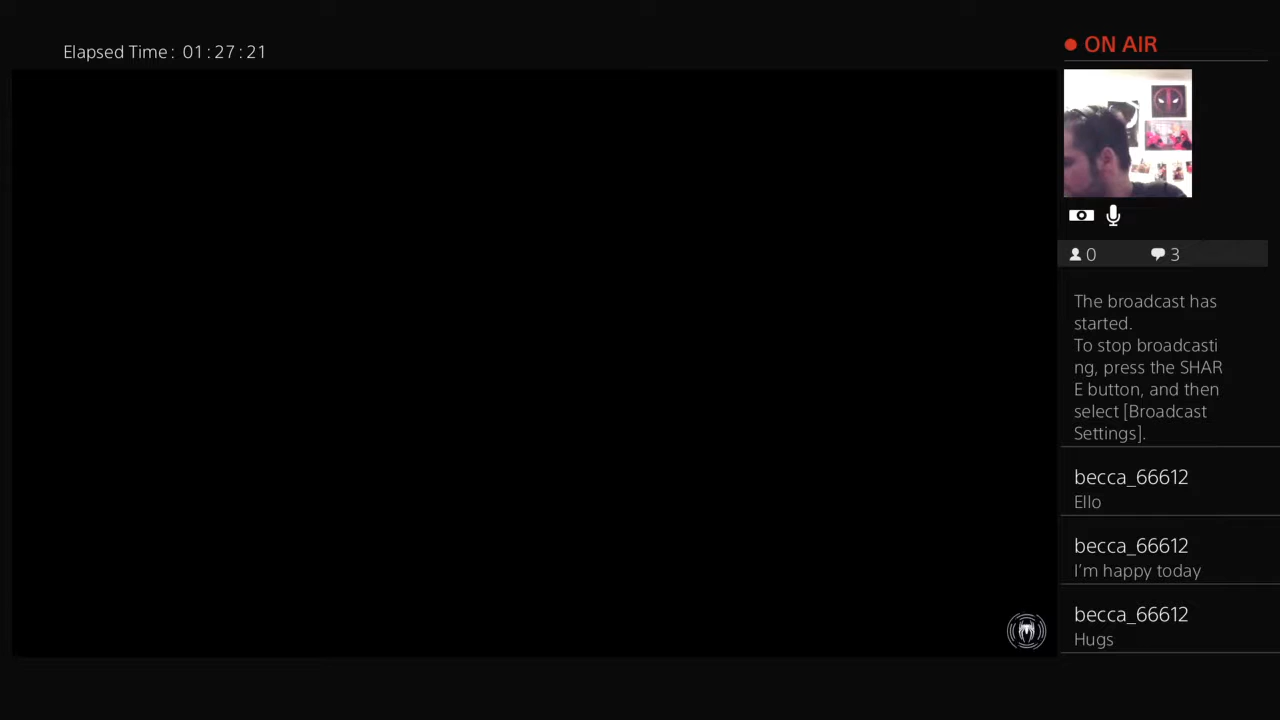 Elapsed Time: 01:27:21
ON AIR
0 3
The broadcast has
started.
To stop broadcasti
ng, press the SHAR
E button, and then
select [Broadcast
Settings].
becca_66612
Ello
becca_66612
I'm happy today
becca_66612
Hugs